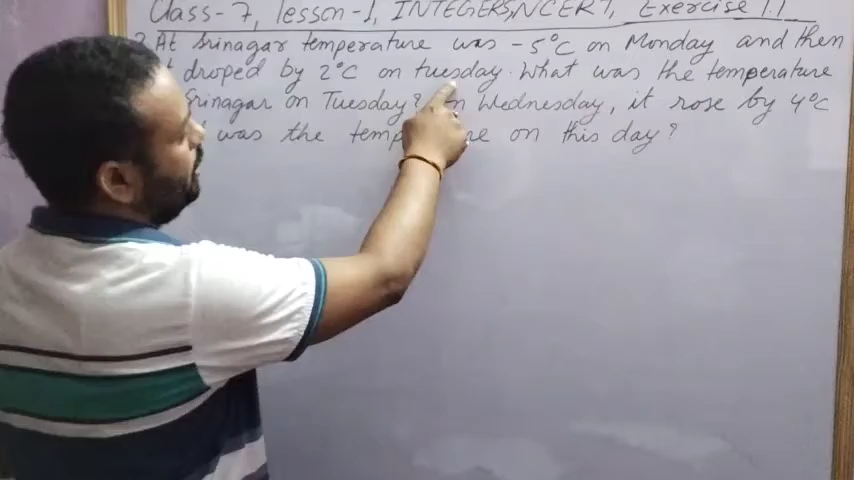 Class-7, lesson-1, INTEGERS, NCERT, Exercise 1.1
2. At Srinagar temperature was -5°C on Monday and then
droped by 2°C on tuesday. What was the temperature
Srinagar on Tuesday? On Wednesday, it rose by 4°C
was the temp re on this day?